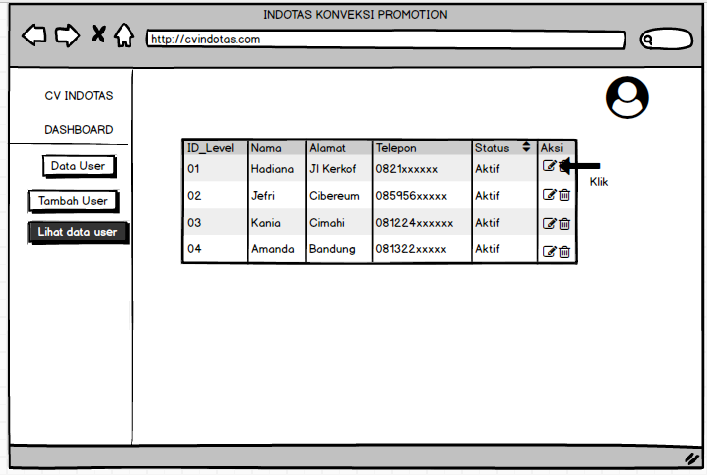 INDOTAS KONVEKSI PROMOTION
http://cvindotas.com
CV INDOTAS
DASHBOARD
Data User
Tambah User
Lihat data user
ID_Level Nama Alamat Telepon Status Aksi
01 Hadiana Jl Kerkof 0821xxxxxx Aktif
Klik
02 Jefri Cibereum 085956xxxxx Aktif
03 Kania Cimahi 081224xxxxxx Aktif
04 Amanda Bandung 081322xxxxx Aktif